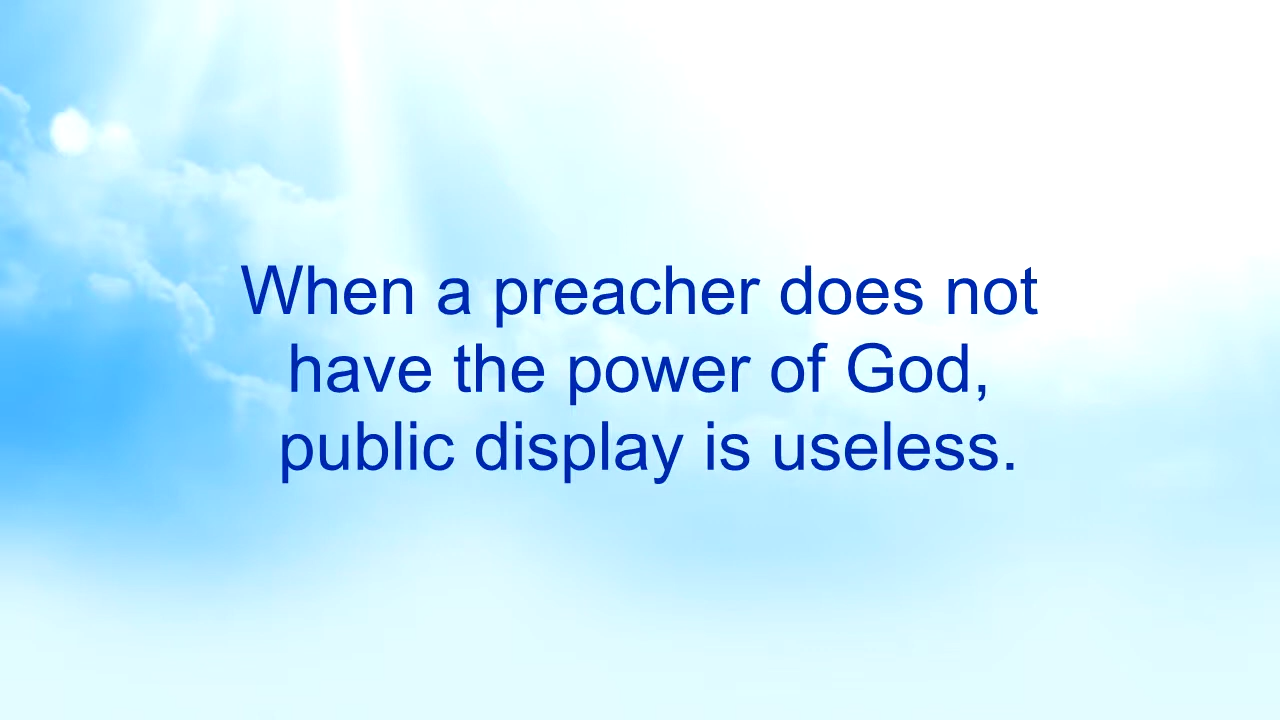 When a preacher does not
have the power of God,
public display is useless.